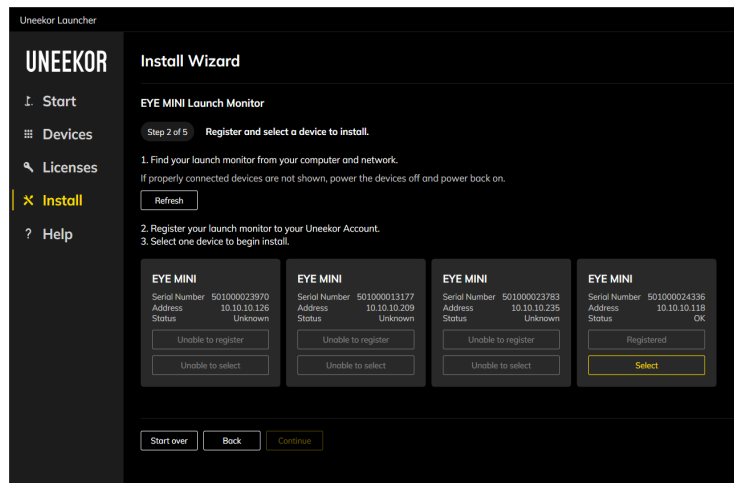 Uneekor Launcher
UNEEKOR
Start
Devices
Licenses
Install
? Help
Install Wizard
EYE MINI Launch Monitor
Step 2 of 5 Register and select a device to install.
1. Find your launch monitor from your computer and network.
If properly connected devices are not shown, power the devices off and power back on.
Refresh
2. Register your launch monitor to your Uneekor Account.
3. Select one device to begin install.
EYE MINI
Serial Number 501000023970
Address 10.10.10.126
Status Unknown
Unable to register
Unable to select
EYE MINI
Serial Number 501000013177
Address 10.10.10.209
Status Unknown
Unable to register
Unable to select
EYE MINI
Serial Number 501000023783
Address 10.10.10.235
Status Unknown
Unable to register
Unable to select
EYE MINI
Serial Number 501000024336
Address 10.10.10.118
Status OK
Registered
Select
Start over Back Continue